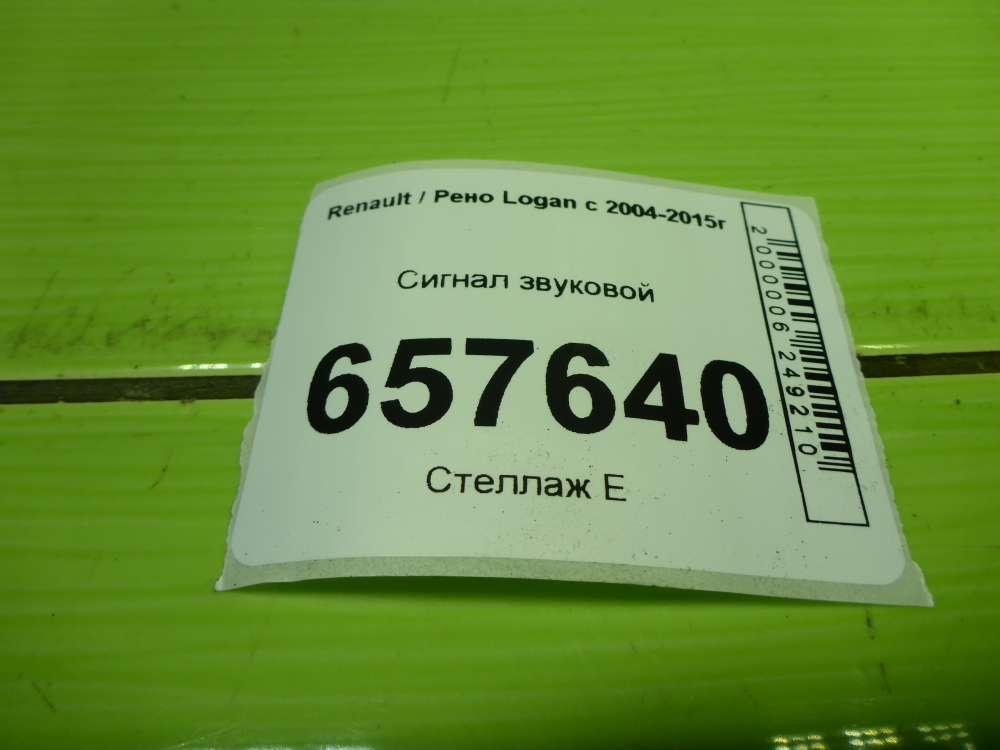 Renault / Рено Logan с 2004-2015г
Сигнал звуковой
657640
Стеллаж Е
2000006249210